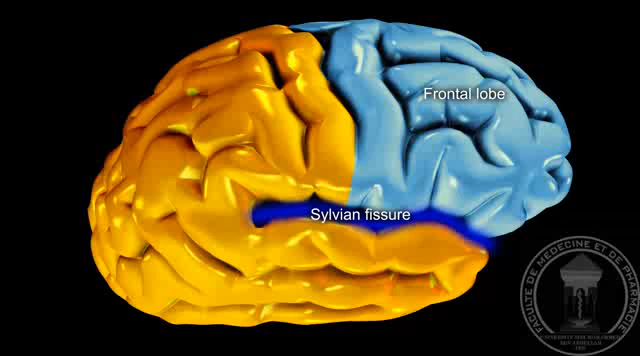 Frontal lobe
Sylvian fissure
FACULTE DE MEDECINE ET DE PHARMACIE